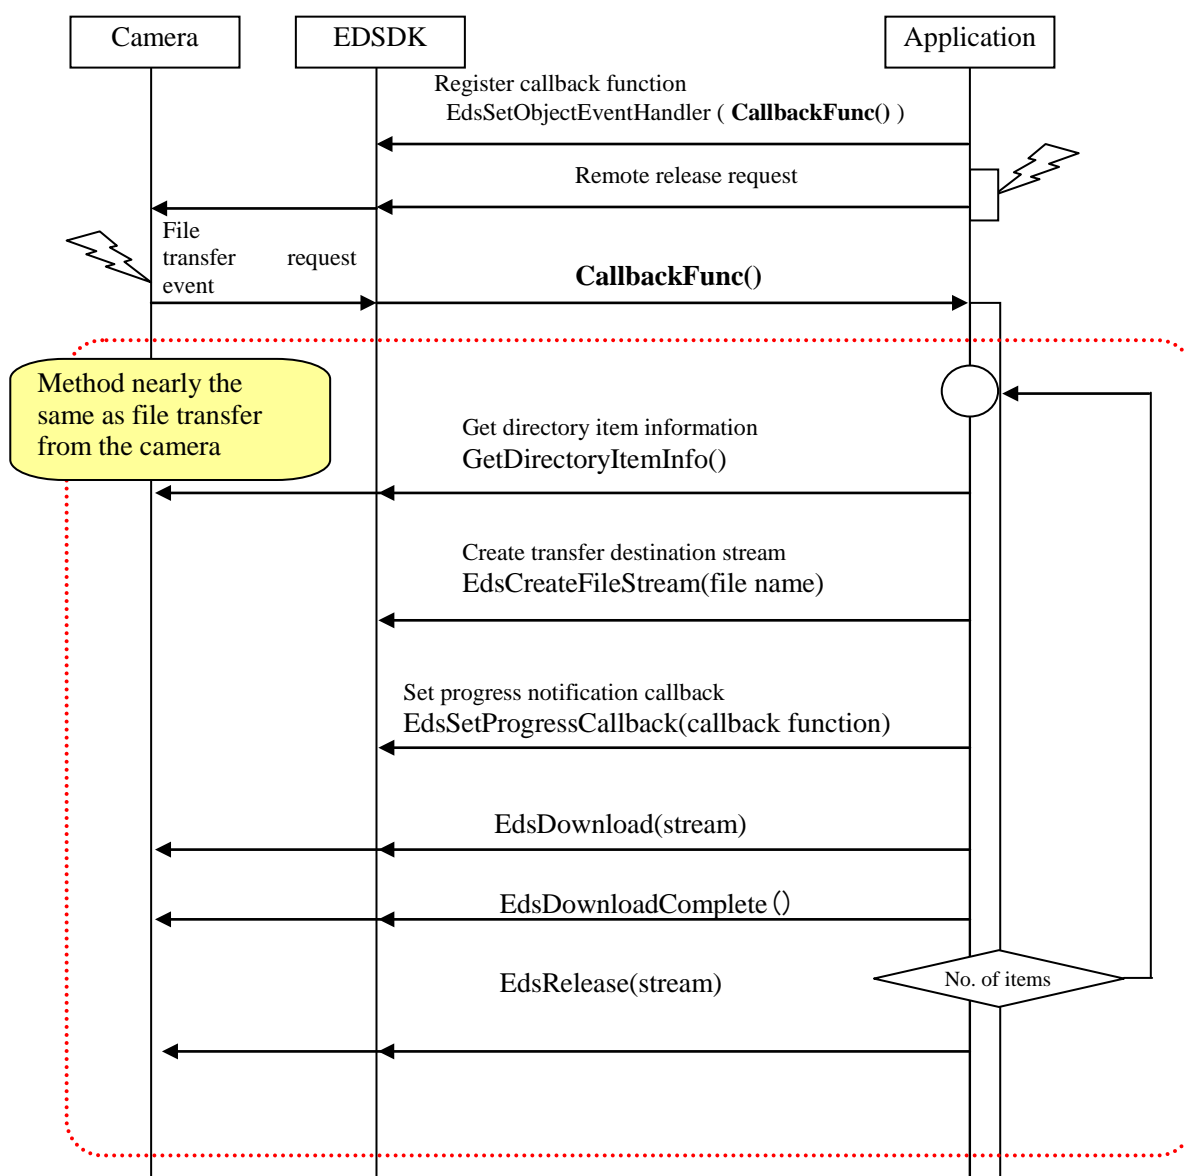 Camera
EDSDK
Application
Register callback function
EdsSetObjectEventHandler ( CallbackFunc() )
Remote release request
File
transfer request
event
CallbackFunc()
Method nearly the
same as file transfer
from the camera
Get directory item information
GetDirectoryItemInfo()
Create transfer destination stream
EdsCreateFileStream(file name)
Set progress notification callback
EdsSetProgressCallback(callback function)
EdsDownload(stream)
EdsDownloadComplete()
EdsRelease(stream)
No. of items